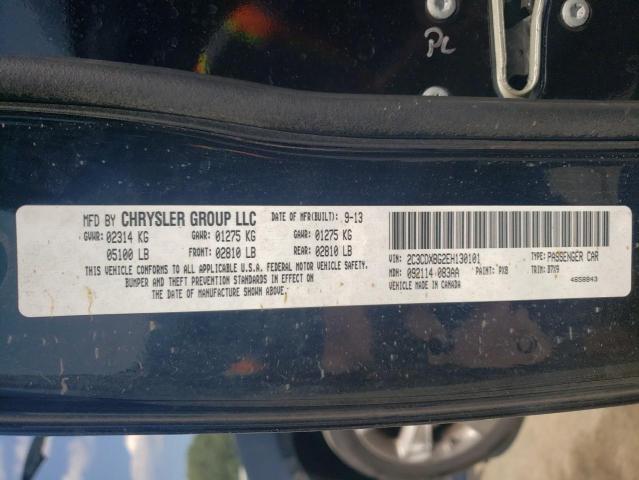 PL
MFD BY CHRYSLER GROUP LLC DATE OF MFR(BUILT): 9-13
GVWR: 02314 KG GAWR: 01275 KG GAWR: 01275 KG
05100 LB FRONT: 02810 LB REAR: 02810 LB
THIS VEHICLE CONFORMS TO ALL APPLICABLE U.S.A. FEDERAL MOTOR VEHICLE SAFETY,
BUMPER AND THEFT PREVENTION STANDARDS IN EFFECT ON THE
DATE OF MANUFACTURE SHOWN ABOVE.
VIN: 2C3CDXBG2EH130101 TYPE: PASSENGER CAR
MDH: 092114 083AA PAINT: PXB TRIM: D7X9
VEHICLE MADE IN CANADA 4658843